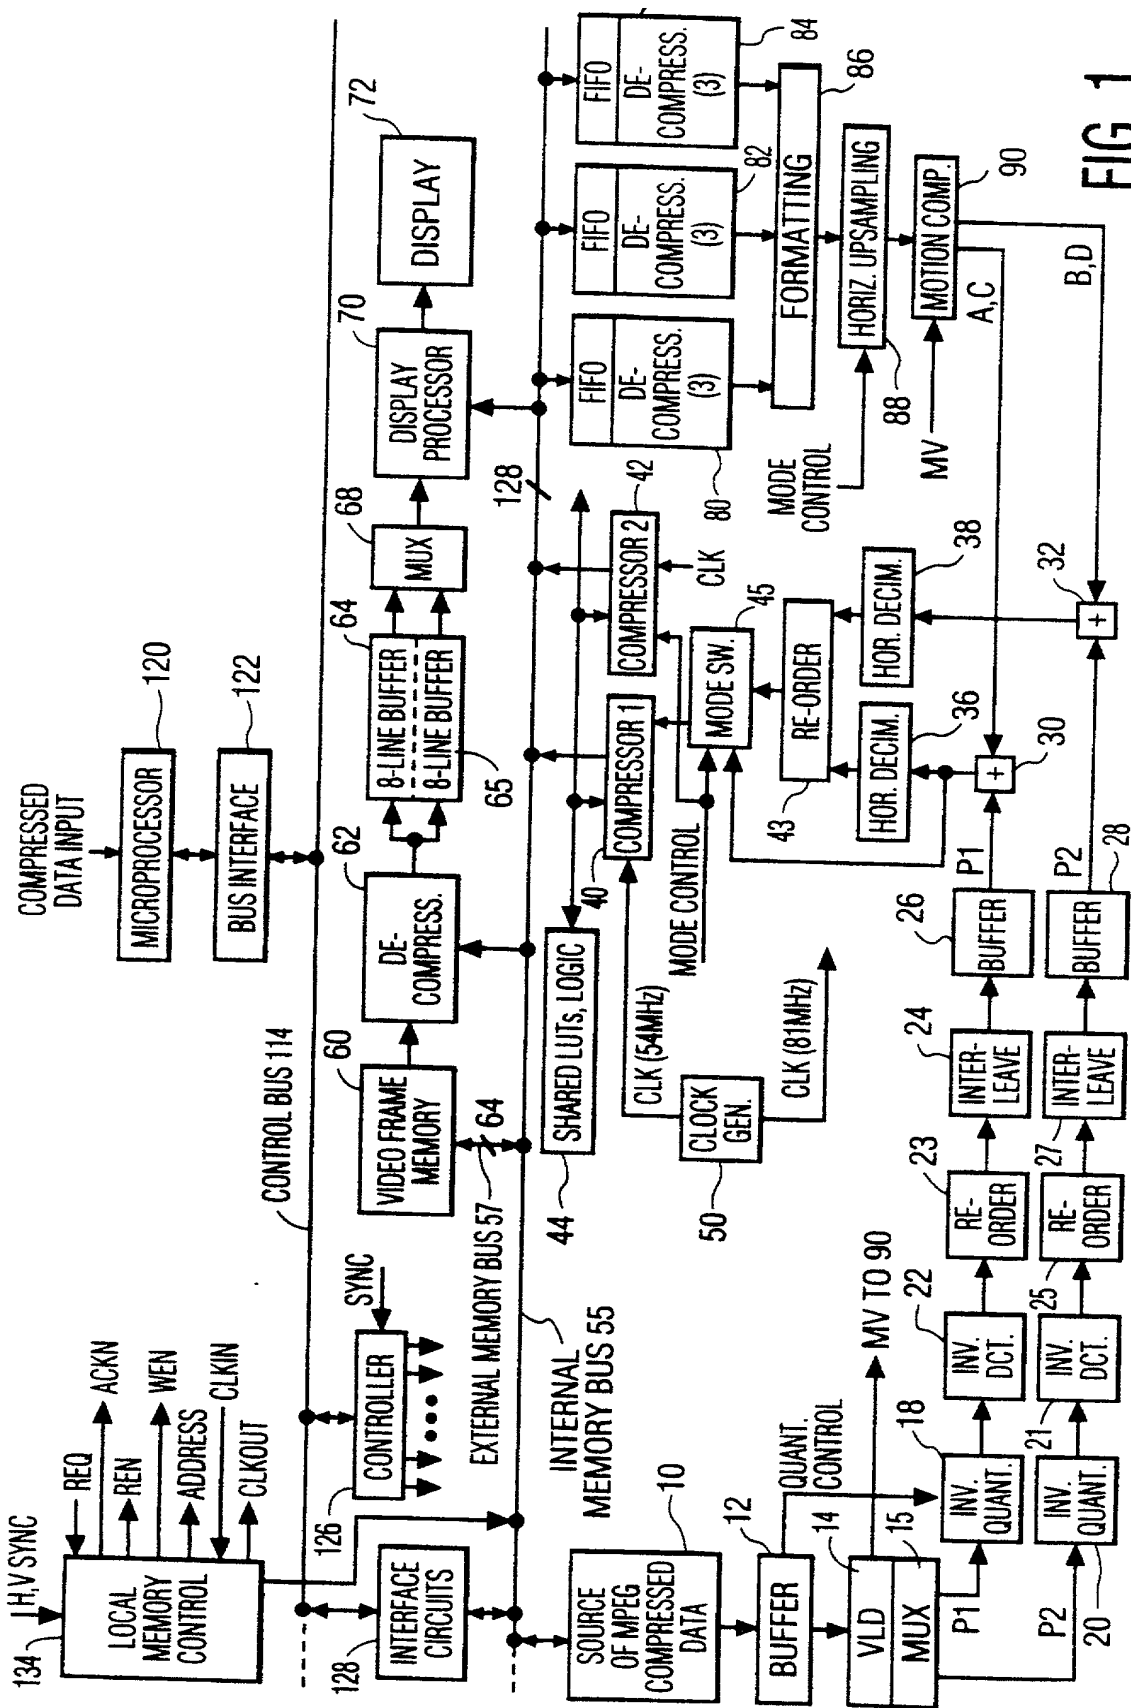 COMPRESSED
DATA INPUT
MICROPROCESSOR
120
BUS INTERFACE
122
H,V SYNC
134
LOCAL
MEMORY
CONTROL
REQ
ACKN
REN
WEN
ADDRESS
CLKIN
CLKOUT
CONTROL BUS 114
126
CONTROLLER
SYNC
128
INTERFACE
CIRCUITS
60
VIDEO FRAME
MEMORY
EXTERNAL MEMORY BUS 57
64
INTERNAL
MEMORY BUS 55
62
DE-
COMPRESS.
64
8-LINE BUFFER
8-LINE BUFFER
65
68
MUX
70
DISPLAY
PROCESSOR
72
DISPLAY
128
10
SOURCE
OF MPEG
COMPRESSED
DATA
12
BUFFER
QUANT.
CONTROL
14
VLD
15
MUX
MV TO 90
P1
P2
18
INV.
QUANT.
20
INV.
QUANT.
22
INV.
DCT.
21
INV.
DCT.
23
RE-
ORDER
25
RE-
ORDER
24
INTER-
LEAVE
27
INTER-
LEAVE
26
BUFFER
28
BUFFER
P1
P2
30
+
32
+
36
HOR. DECIM.
38
HOR. DECIM.
43
RE-ORDER
45
MODE SW.
MODE CONTROL
40
COMPRESSOR 1
42
COMPRESSOR 2
CLK
44
SHARED LUTs, LOGIC
50
CLOCK
GEN.
CLK (54MHz)
CLK (81MHz)
80
FIFO
DE-
COMPRESS.
(3)
82
FIFO
DE-
COMPRESS.
(3)
84
FIFO
DE-
COMPRESS.
(3)
86
FORMATTING
MODE
CONTROL
88
HORIZ. UPSAMPLING
MV
90
MOTION COMP.
A,C
B,D
FIG. 1